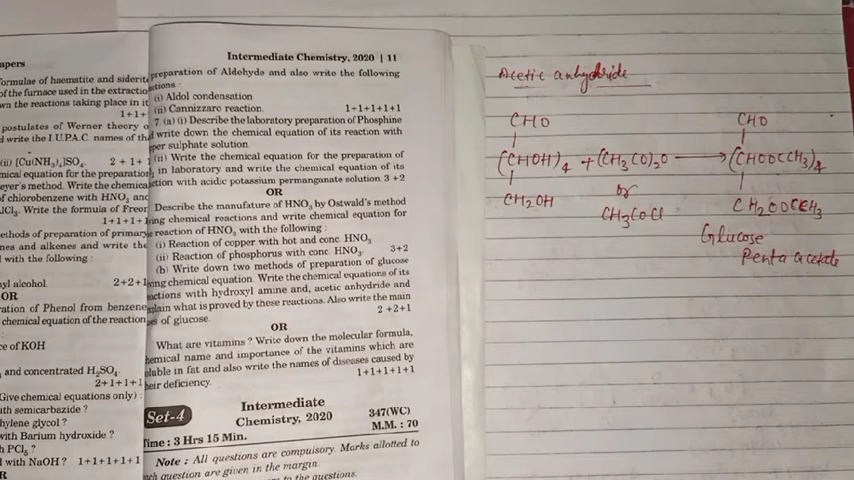 apers
ormulae of haematite and siderite
of the furnace used in the extractio
wn the reactions taking place in it
1+1+
postulates of Werner theory o
d write the I.U.P.A.C. names of th
(ii) [Cu(NH3)4]SO4. 2 + 1+
mical equation for the preparation
eyer's method. Write the chemica
of chlorobenzene with HNO3 and
AlCl3. Write the formula of Freon
1+1+1+1
ethods of preparation of primary
nes and alkenes and write the
with the following :
yl alcohol. 2+2+1
OR
ration of Phenol from benzene
chemical equation of the reaction
ce of KOH
and concentrated H2SO4.
2+1+1+1
Give chemical equations only) :
ith semicarbazide ?
hylene glycol ?
with Barium hydroxide ?
h PCl5 ?
d with NaOH ? 1+1+1+1+1
R
Intermediate Chemistry, 2020 | 11
preparation of Aldehyde and also write the following
ctions
(i) Aldol condensation
(ii) Cannizzaro reaction. 1+1+1+1+1
7. (a) (i) Describe the laboratory preparation of Phosphine
d write down the chemical equation of its reaction with
per sulphate solution.
(ii) Write the chemical equation for the preparation of
in laboratory and write the chemical equation of its
ction with acidic potassium permanganate solution. 3 +2
OR
Describe the manufature of HNO3 by Ostwald's method
ing chemical reactions and write chemical equation for
reaction of HNO3 with the following :
(i) Reaction of copper with hot and conc. HNO3
(ii) Reaction of phosphorus with conc. HNO3. 3+2
(b) Write down two methods of preparation of glucose
ing chemical equation. Write the chemical equations of its
actions with hydroxyl amine and, acetic anhydride and
plain what is proved by these reactions. Also write the main
es of glucose. 2 +2+1
OR
What are vitamins ? Write down the molecular formula,
hemical name and importance of the vitamins which are
luble in fat and also write the names of diseases caused by
heir deficiency. 1+1+1+1+1
Set-4 Intermediate
Chemistry, 2020 347(WC)
Time : 3 Hrs 15 Min. M.M. : 70
Note : All questions are compulsory. Marks allotted to
ch question are given in the margin.
to the questions
Acetic anhydride
CHO CHO
(CHOH)4 + (CH3CO)2O → (CHOOCCH3)4
or
CH2OH CH3COCl CH2OOCCH3
Glucose
Penta acetate